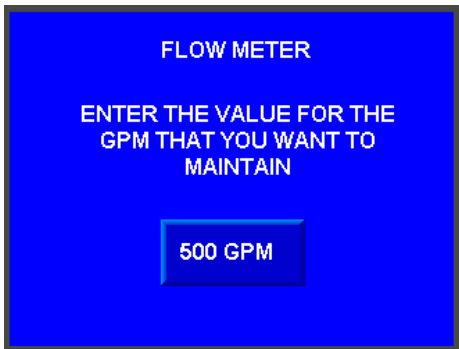 FLOW METER
ENTER THE VALUE FOR THE
GPM THAT YOU WANT TO
MAINTAIN
500 GPM